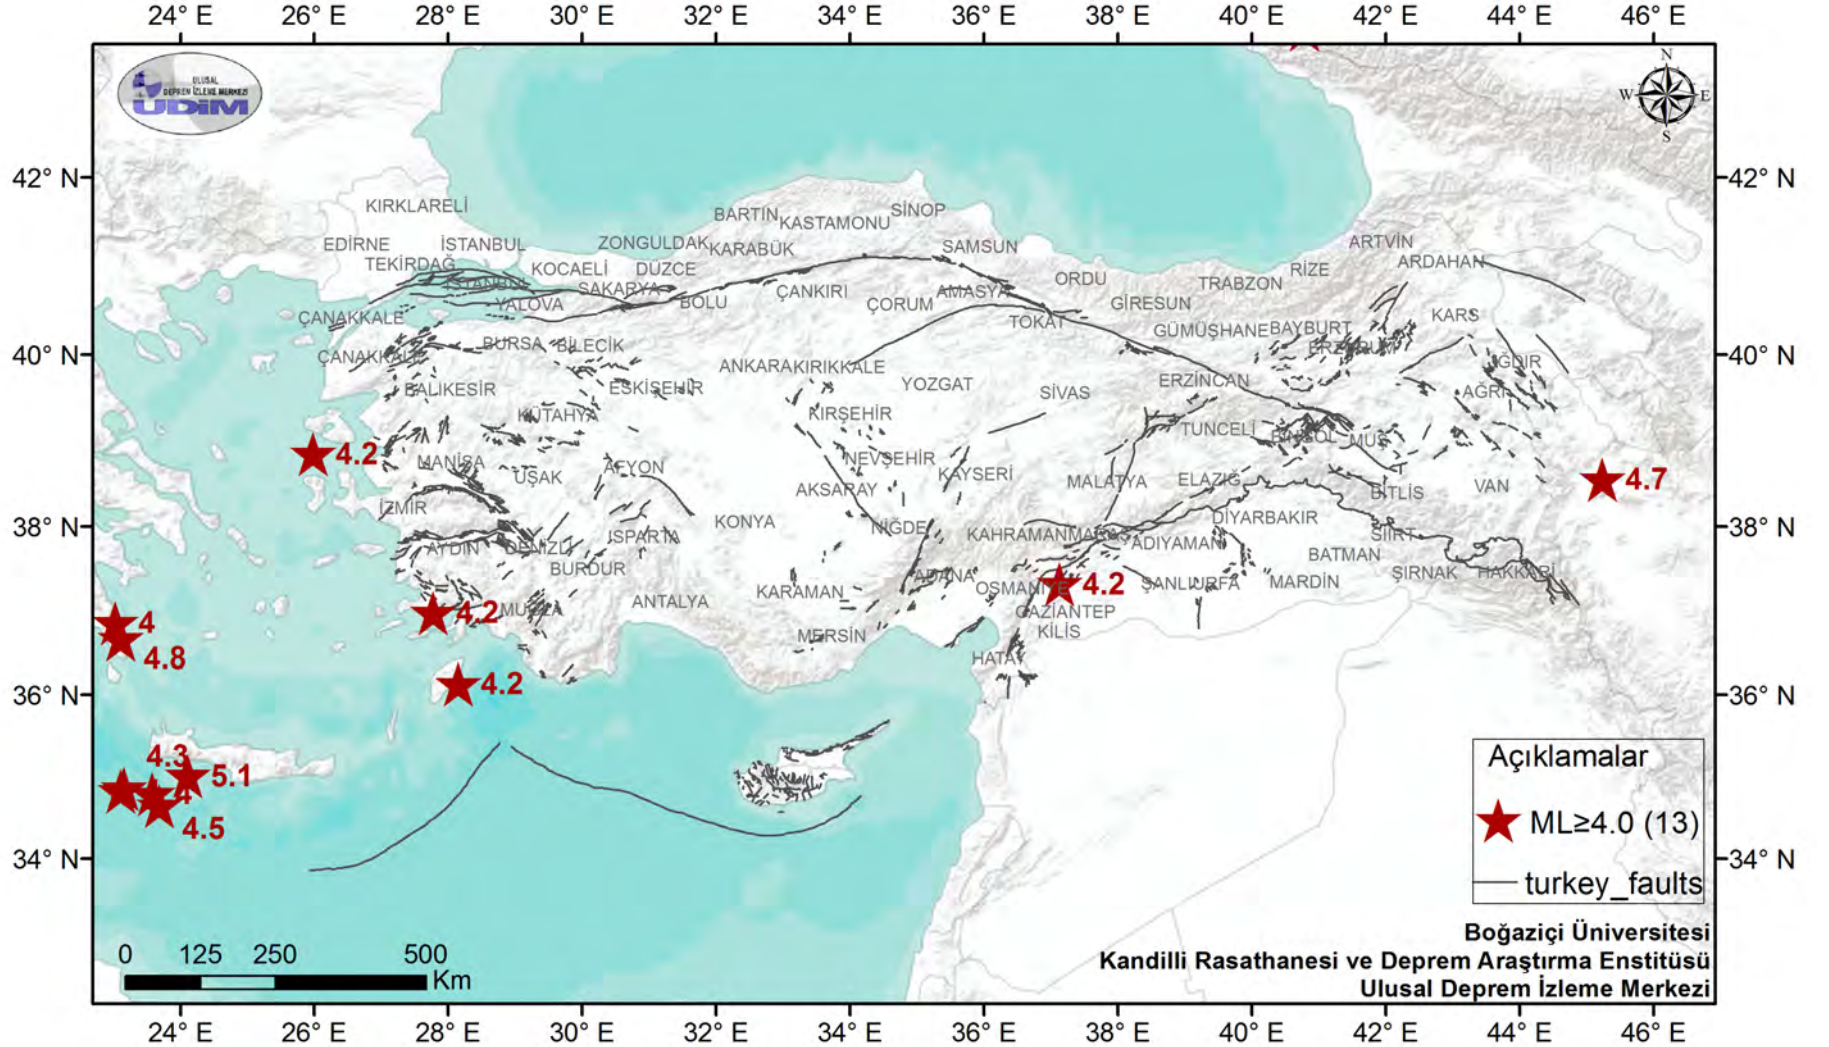 24° E 26° E 28° E 30° E 32° E 34° E 36° E 38° E 40° E 42° E 44° E 46° E
ULUSAL
DEPREM İZLEME MERKEZİ
UDİM
N
W E
S
42° N 42° N
KIRKLARELİ
BARTIN KASTAMONU SİNOP
EDİRNE İSTANBUL ZONGULDAK KARABÜK SAMSUN ARTVİN
TEKİRDAĞ KOCAELİ DÜZCE ORDU TRABZON RİZE ARDAHAN
İSTANBUL SAKARYA ÇANKIRI AMASYA
YALOVA BOLU ÇORUM GİRESUN
ÇANAKKALE TOKAT GÜMÜŞHANE BAYBURT KARS
40° N 40° N
ÇANAKKALE BURSA BİLECİK ERZURUM
ANKARA KIRIKKALE IĞDIR
BALIKESİR ESKİŞEHİR YOZGAT SİVAS ERZİNCAN AĞRI
KÜTAHYA KIRŞEHİR
TUNCELİ BİNGÖL MUŞ
4.2
MANİSA UŞAK AFYON NEVŞEHİR KAYSERİ
MALATYA ELAZIĞ 4.7
AKSARAY BİTLİS VAN
İZMİR
38° N 38° N
KONYA NİĞDE DİYARBAKIR
ISPARTA KAHRAMANMARAŞ SİİRT
AYDIN DENİZLİ ADIYAMAN
BATMAN
BURDUR ADANA ŞIRNAK HAKKARİ
KARAMAN OSMANİYE 4.2 ŞANLIURFA MARDİN
4.2 MUĞLA ANTALYA GAZİANTEP
4 MERSİN KİLİS
4.8 HATAY
4.2
36° N 36° N
4.3
5.1
4
4.5
Açıklamalar
ML≥4.0 (13)
34° N 34° N
turkey_faults
Boğaziçi Üniversitesi
Kandilli Rasathanesi ve Deprem Araştırma Enstitüsü
Ulusal Deprem İzleme Merkezi
0 125 250 500
Km
24° E 26° E 28° E 30° E 32° E 34° E 36° E 38° E 40° E 42° E 44° E 46° E